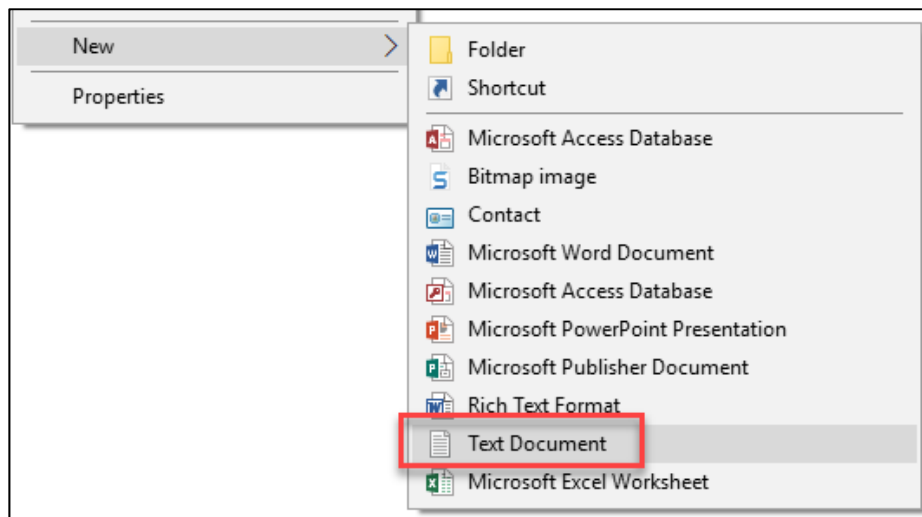 New
Properties
Folder
Shortcut
Microsoft Access Database
Bitmap image
Contact
Microsoft Word Document
Microsoft Access Database
Microsoft PowerPoint Presentation
Microsoft Publisher Document
Rich Text Format
Text Document
Microsoft Excel Worksheet